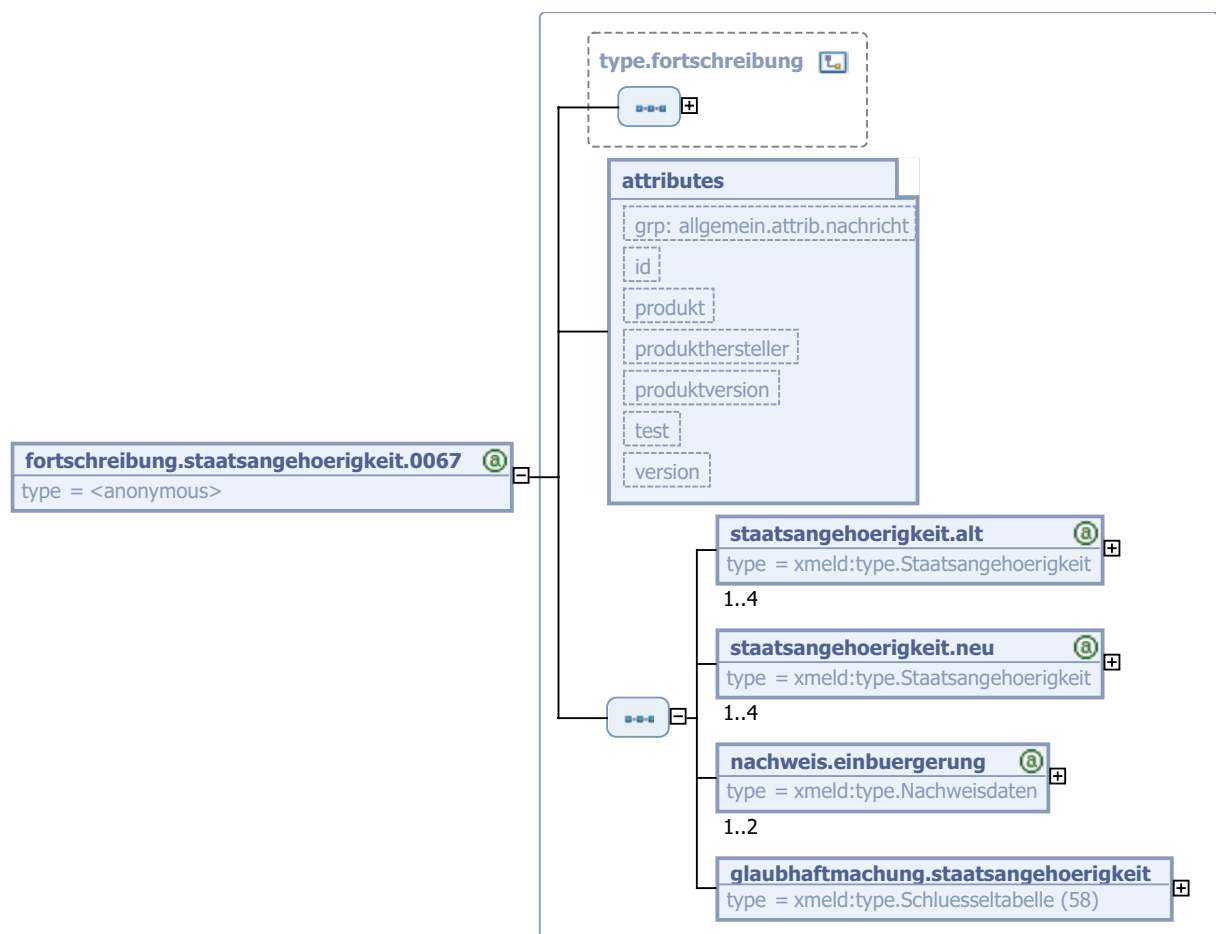 type.fortschreibung
attributes
grp: allgemein.attrib.nachricht
id
produkt
produkthersteller
produktversion
test
version
fortschreibung.staatsangehoerigkeit.0067
type = <anonymous>
staatsangehoerigkeit.alt
type = xmeld:type.Staatsangehoerigkeit
1..4
staatsangehoerigkeit.neu
type = xmeld:type.Staatsangehoerigkeit
1..4
nachweis.einbuergerung
type = xmeld:type.Nachweisdaten
1..2
glaubhaftmachung.staatsangehoerigkeit
type = xmeld:type.Schluesseltabelle (58)